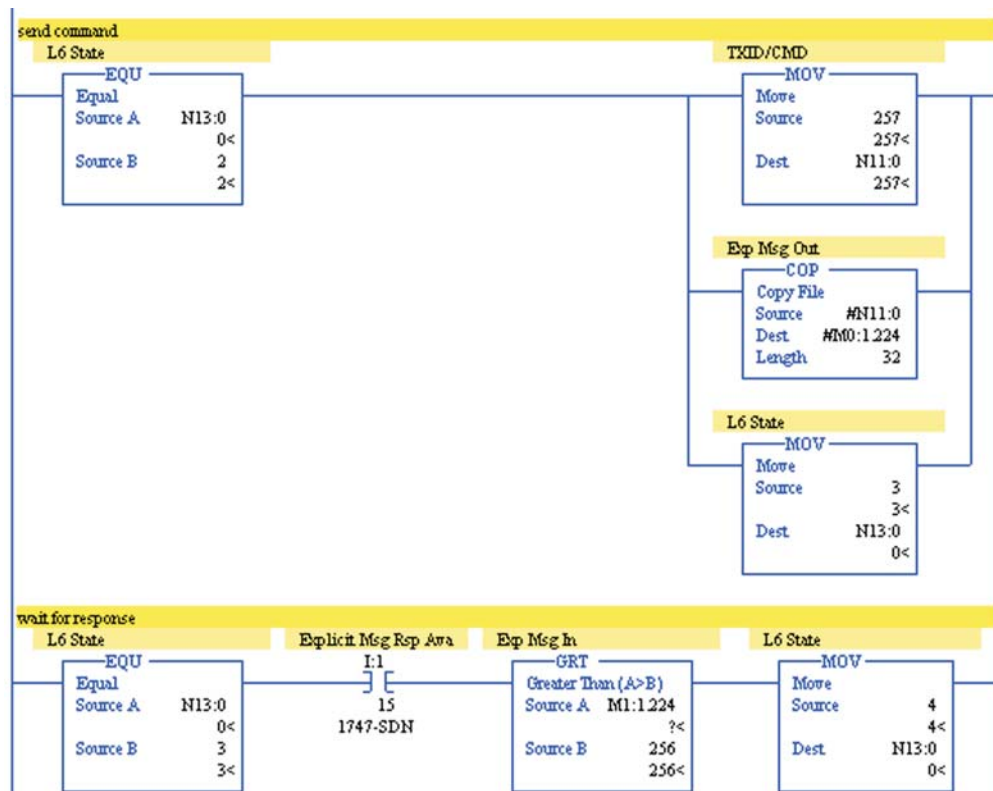 send command
L6 State
EQU
Equal
Source A N13:0
0<
Source B 2
2<
TXID/CMD
MOV
Move
Source 257
257<
Dest N11:0
257<
Exp Msg Out
COP
Copy File
Source #N11:0
Dest #M0:1.224
Length 32
L6 State
MOV
Move
Source 3
3<
Dest N13:0
0<
wait for response
L6 State
EQU
Equal
Source A N13:0
0<
Source B 3
3<
Explicit Msg Rsp Ava
I:1
15
1747-SDN
Exp Msg In
GRT
Greater Than (A>B)
Source A M1:1.224
?<
Source B 256
256<
L6 State
MOV
Move
Source 4
4<
Dest N13:0
0<